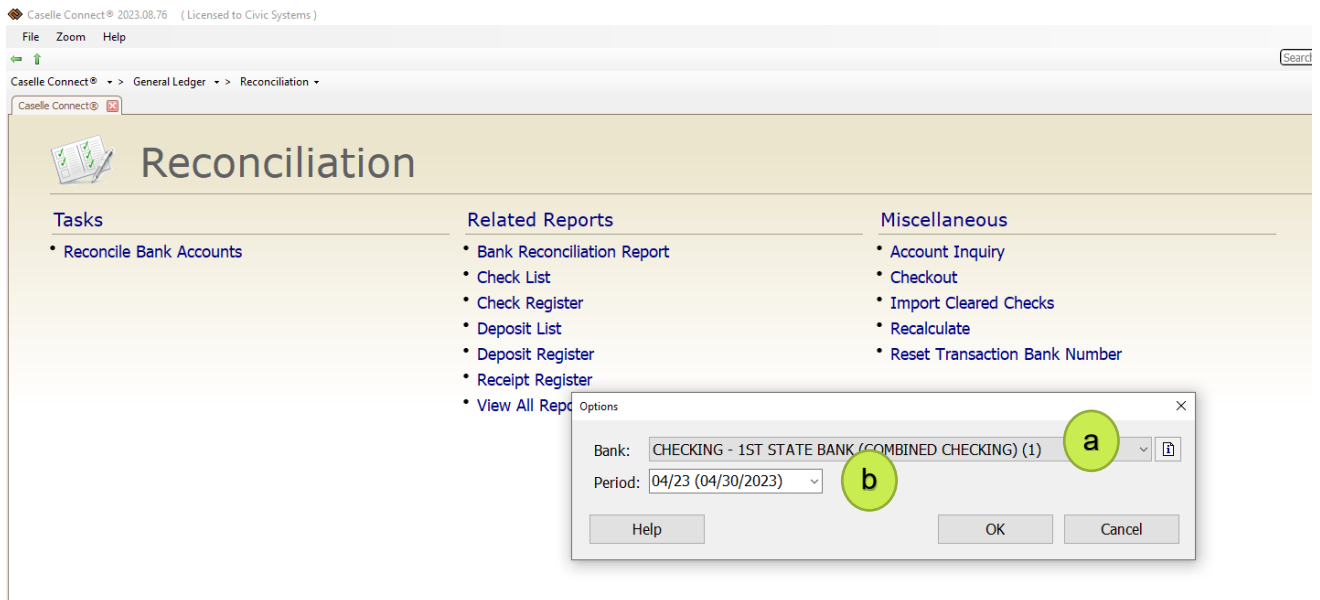 Caselle Connect® 2023.08.76 ( Licensed to Civic Systems )
File Zoom Help
Search
Caselle Connect® > General Ledger > Reconciliation
Caselle Connect®
Reconciliation
Tasks
• Reconcile Bank Accounts
Related Reports
• Bank Reconciliation Report
• Check List
• Check Register
• Deposit List
• Deposit Register
• Receipt Register
• View All Repo
Miscellaneous
• Account Inquiry
• Checkout
• Import Cleared Checks
• Recalculate
• Reset Transaction Bank Number
Options
Bank: CHECKING - 1ST STATE BANK (COMBINED CHECKING) (1)
a
Period: 04/23 (04/30/2023)
b
Help OK Cancel